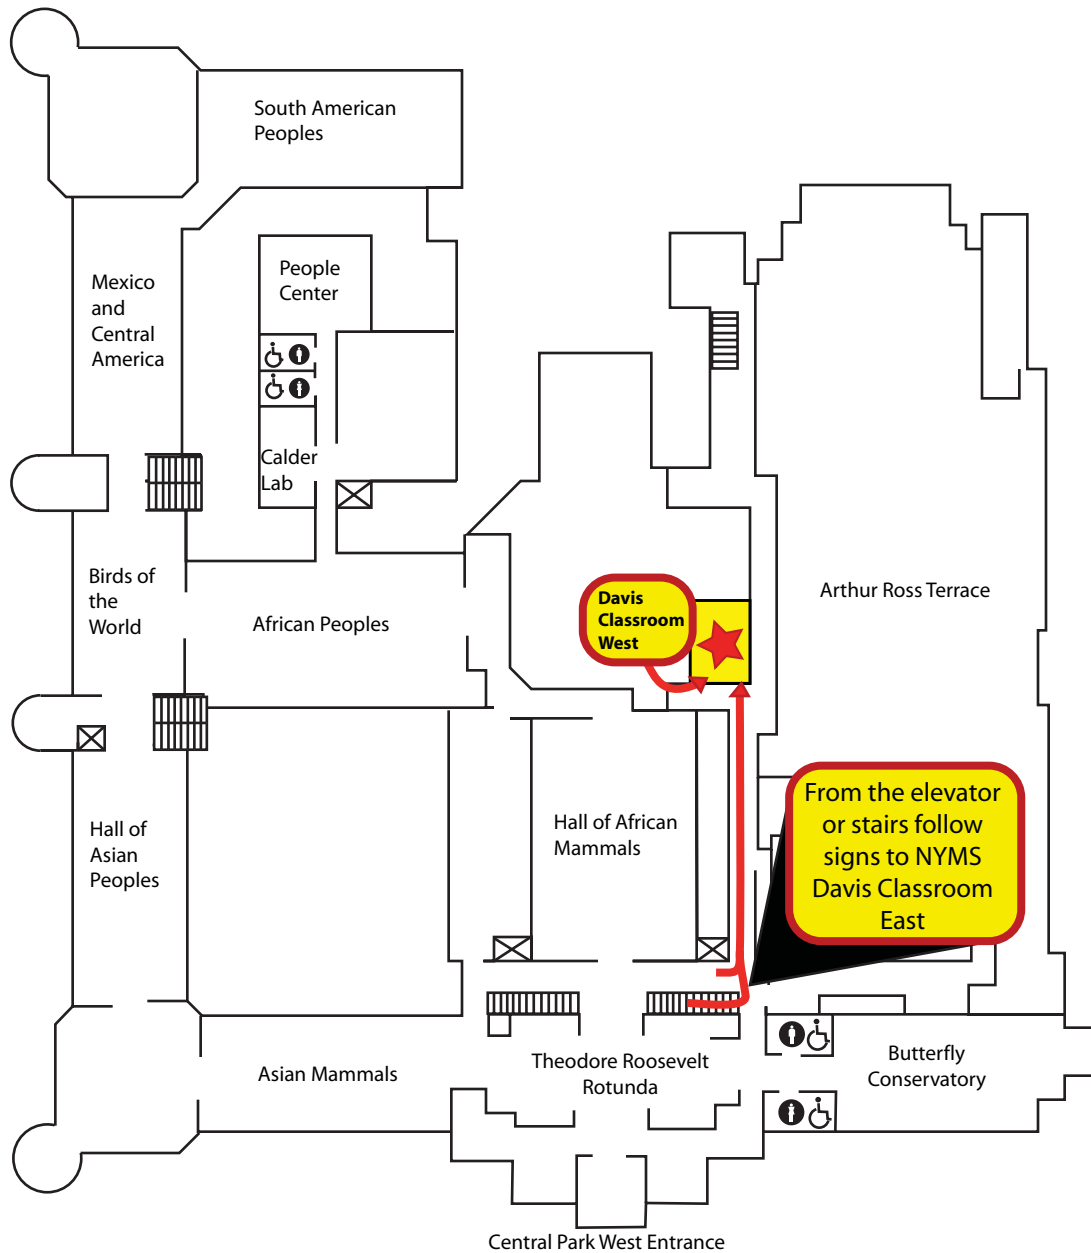 South American
Peoples
People
Center
Mexico
and
Central
America
Calder
Lab
Birds of
the
World
African Peoples
Davis
Classroom
West
Arthur Ross Terrace
From the elevator
or stairs follow
signs to NYMS
Davis Classroom
East
Hall of
Asian
Peoples
Hall of African
Mammals
Asian Mammals
Theodore Roosevelt
Rotunda
Butterfly
Conservatory
Central Park West Entrance